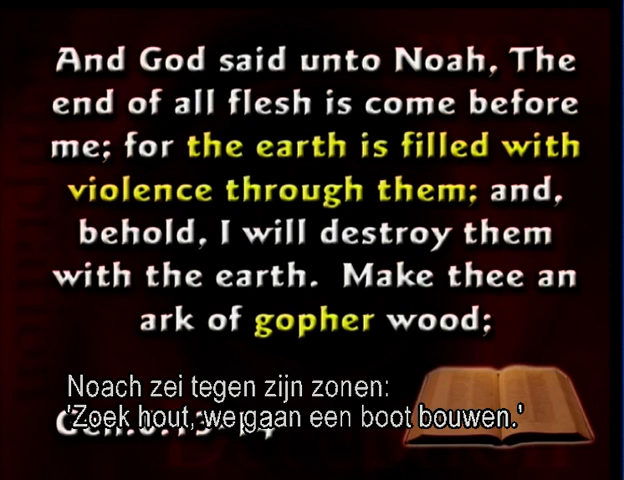 And God said unto Noah, The
end of all flesh is come before
me; for the earth is filled with
violence through them; and,
behold, I will destroy them
with the earth. Make thee an
ark of gopher wood;
Noach zei tegen zijn zonen:
'Zoek hout, we gaan een boot bouwen.'